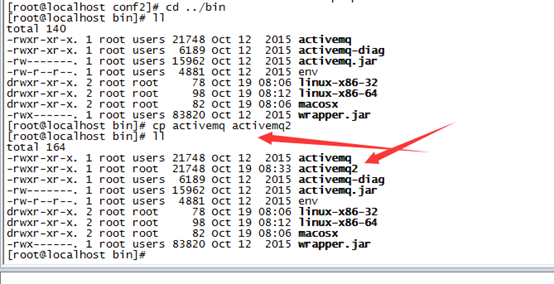 [root@localhost conf2]# cd ../bin
[root@localhost bin]# ll
total 140
-rwxr-xr-x. 1 root users 21748 Oct 12  2015 activemq
-rwxr-xr-x. 1 root users  6189 Oct 12  2015 activemq-diag
-rw-------. 1 root users 15962 Oct 12  2015 activemq.jar
-rw-r--r--. 1 root users  4881 Oct 12  2015 env
drwxr-xr-x. 2 root root     78 Oct 19 08:06 linux-x86-32
drwxr-xr-x. 2 root root     98 Oct 19 08:12 linux-x86-64
drwxr-xr-x. 2 root root     82 Oct 19 08:06 macosx
-rwx------. 1 root users 83820 Oct 12  2015 wrapper.jar
[root@localhost bin]# cp activemq activemq2
[root@localhost bin]# ll
total 164
-rwxr-xr-x. 1 root users 21748 Oct 12  2015 activemq
-rwxr-xr-x. 1 root root  21748 Oct 19 08:33 activemq2
-rwxr-xr-x. 1 root users  6189 Oct 12  2015 activemq-diag
-rw-------. 1 root users 15962 Oct 12  2015 activemq.jar
-rw-r--r--. 1 root users  4881 Oct 12  2015 env
drwxr-xr-x. 2 root root     78 Oct 19 08:06 linux-x86-32
drwxr-xr-x. 2 root root     98 Oct 19 08:12 linux-x86-64
drwxr-xr-x. 2 root root     82 Oct 19 08:06 macosx
-rwx------. 1 root users 83820 Oct 12  2015 wrapper.jar
[root@localhost bin]#